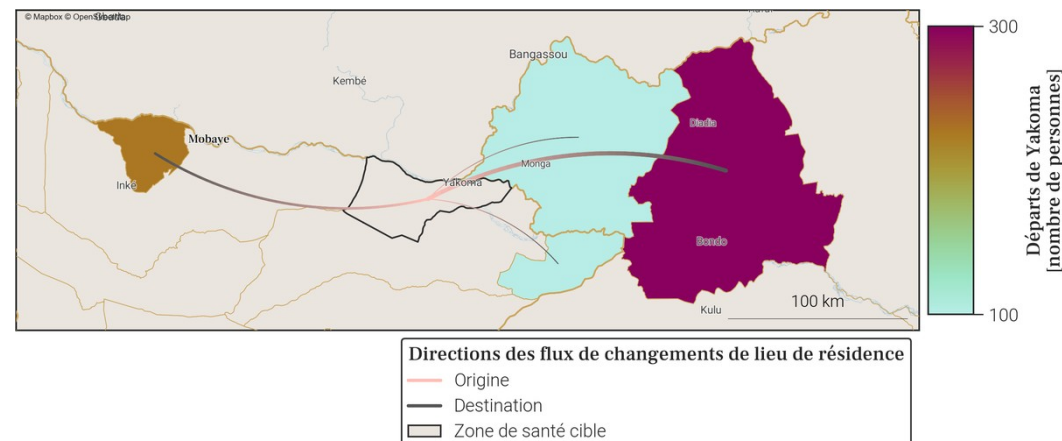 © Mapbox © OpenStreetMap
Bangassou
Kembé
Diadia
Mobaye
Monga
Inke
Yakoma
Bondo
Kulu
100 km
300
100
Départs de Yakoma
[nombre de personnes]
Directions des flux de changements de lieu de résidence
Origine
Destination
Zone de santé cible